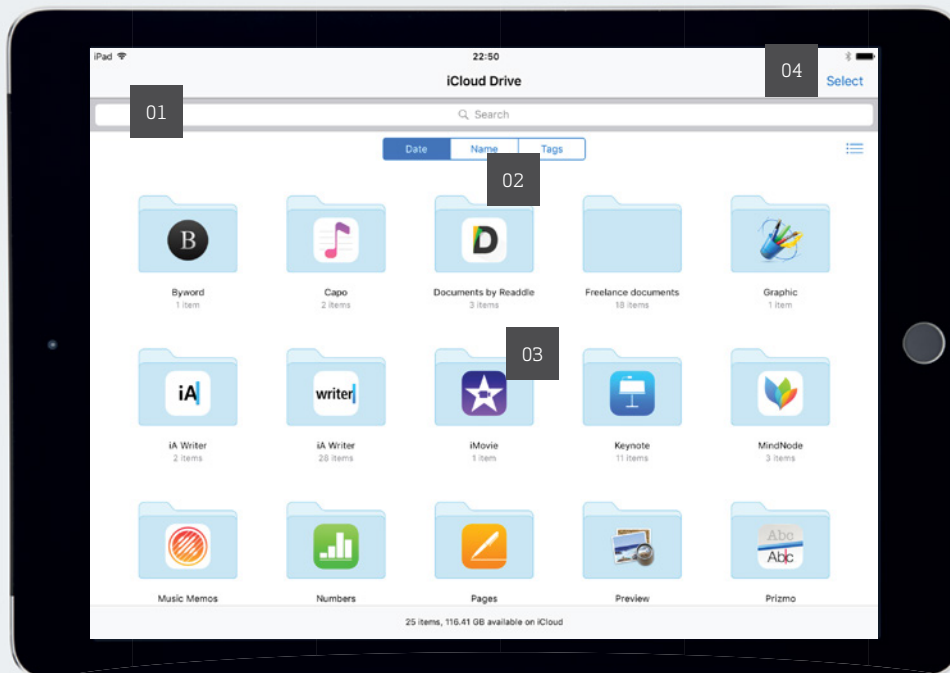 iPad 22:50
iCloud Drive
04
Select
01
Search
Date Name Tags
02
B
D
Byword Capo Documents by Readdle Freelance documents Graphic
1 item 2 items 3 items 18 items 1 item
03
iA writer
iA Writer iA Writer iMovie Keynote MindNode
2 items 28 items 1 item 11 items 3 items
Abc
Abc
Music Memos Numbers Pages Preview Prizmo
25 items, 116.41 GB available on iCloud